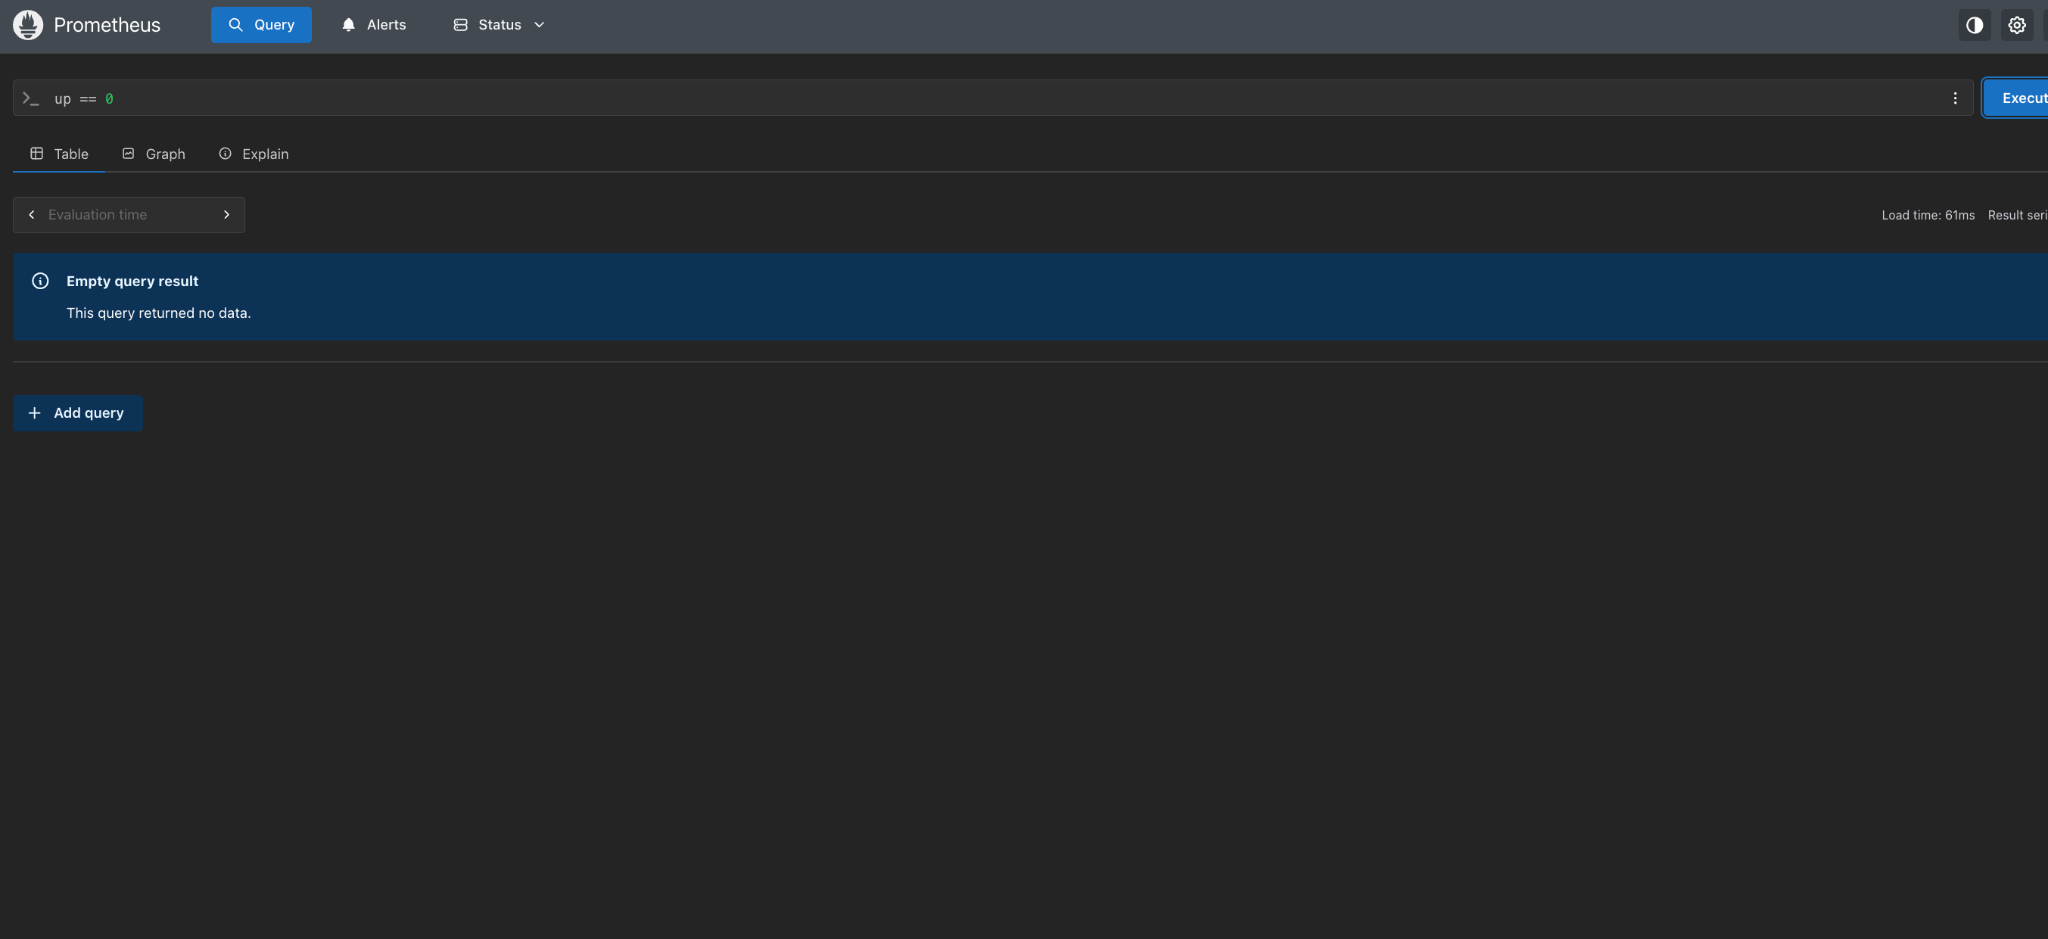 Prometheus Query Alerts Status
>_ up == 0 Execut
Table Graph Explain
Evaluation time Load time: 61ms Result seri
Empty query result
This query returned no data.
Add query